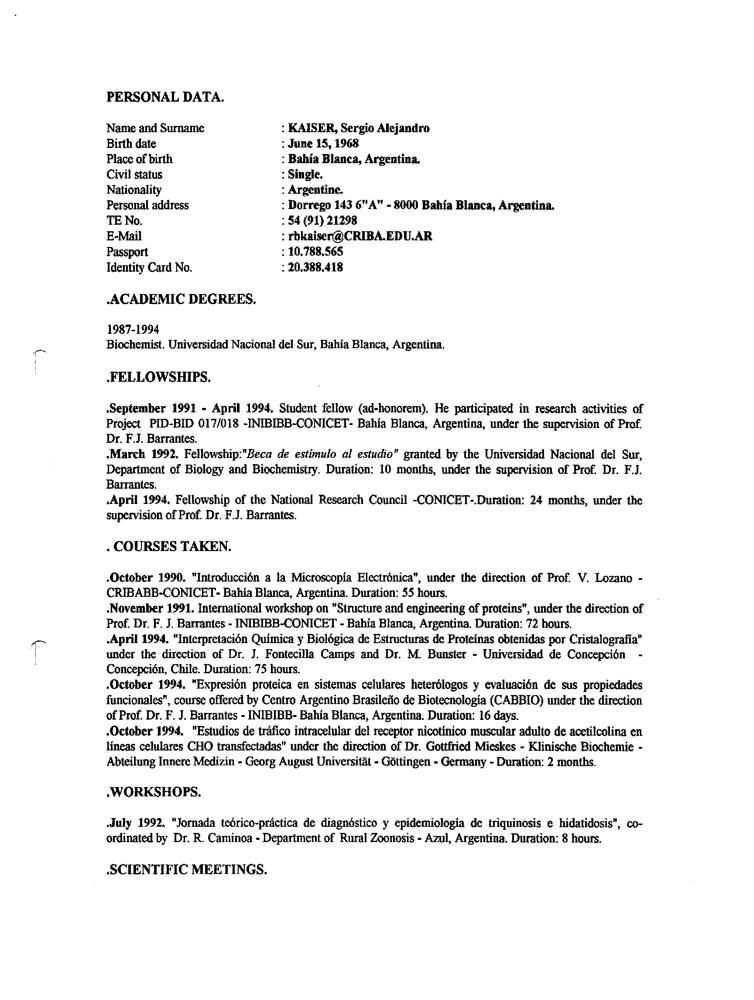 PERSONAL DATA.
Name and Surname : KAISER, Sergio Alejandro
Birth date : June 15, 1968
Place of birth : Bahía Blanca, Argentina.
Civil status : Single.
Nationality : Argentine.
Personal address : Dorrego 143 6"A" - 8000 Bahía Blanca, Argentina.
TE No. : 54 (91) 21298
E-Mail : rbkaiser@CRIBA.EDU.AR
Passport : 10.788.565
Identity Card No. : 20.388.418
.ACADEMIC DEGREES.
1987-1994
Biochemist. Universidad Nacional del Sur, Bahía Blanca, Argentina.
.FELLOWSHIPS.
.September 1991 - April 1994. Student fellow (ad-honorem). He participated in research activities of
Project PID-BID 017/018 -INIBIBB-CONICET- Bahía Blanca, Argentina, under the supervision of Prof.
Dr. F.J. Barrantes.
.March 1992. Fellowship:"Beca de estímulo al estudio" granted by the Universidad Nacional del Sur,
Department of Biology and Biochemistry. Duration: 10 months, under the supervision of Prof. Dr. F.J.
Barrantes.
.April 1994. Fellowship of the National Research Council -CONICET-.Duration: 24 months, under the
supervision of Prof. Dr. F.J. Barrantes.
. COURSES TAKEN.
.October 1990. "Introducción a la Microscopía Electrónica", under the direction of Prof. V. Lozano -
CRIBABB-CONICET- Bahía Blanca, Argentina. Duration: 55 hours.
.November 1991. International workshop on "Structure and engineering of proteins", under the direction of
Prof. Dr. F. J. Barrantes - INIBIBB-CONICET - Bahía Blanca, Argentina. Duration: 72 hours.
.April 1994. "Interpretación Química y Biológica de Estructuras de Proteínas obtenidas por Cristalografía"
under the direction of Dr. J. Fontecilla Camps and Dr. M. Bunster - Universidad de Concepción -
Concepción, Chile. Duration: 75 hours.
.October 1994. "Expresión proteica en sistemas celulares heterólogos y evaluación de sus propiedades
funcionales", course offered by Centro Argentino Brasileño de Biotecnología (CABBIO) under the direction
of Prof. Dr. F. J. Barrantes - INIBIBB- Bahía Blanca, Argentina. Duration: 16 days.
.October 1994. "Estudios de tráfico intracelular del receptor nicotínico muscular adulto de acetilcolina en
líneas celulares CHO transfectadas" under the direction of Dr. Gottfried Mieskes - Klinische Biochemie -
Abteilung Innere Medizin - Georg August Universität - Göttingen - Germany - Duration: 2 months.
.WORKSHOPS.
.July 1992. "Jornada teórico-práctica de diagnóstico y epidemiología de triquinosis e hidatidosis", co-
ordinated by Dr. R. Caminoa - Department of Rural Zoonosis - Azul, Argentina. Duration: 8 hours.
.SCIENTIFIC MEETINGS.